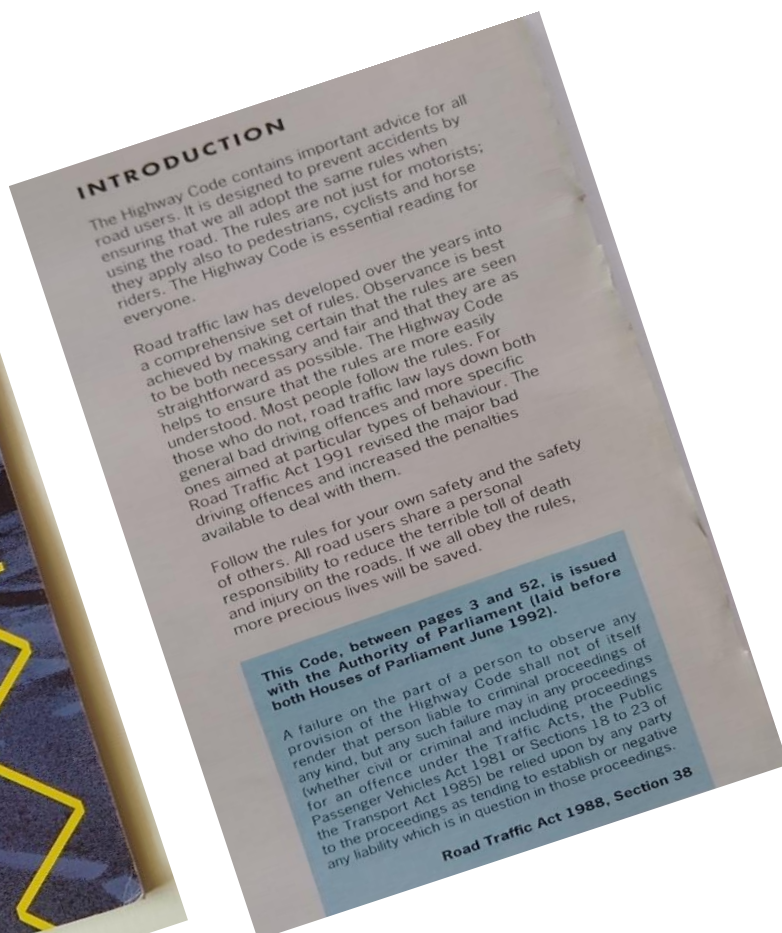 INTRODUCTION
The Highway Code contains important advice for all
road users. It is designed to prevent accidents by
ensuring that we all adopt the same rules when
using the road. The rules are not just for motorists;
they apply also to pedestrians, cyclists and horse
riders. The Highway Code is essential reading for
everyone.
Road traffic law has developed over the years into
a comprehensive set of rules. Observance is best
achieved by making certain that the rules are seen
to be both necessary and fair and that they are as
straightforward as possible. The Highway Code
helps to ensure that the rules are more easily
understood. Most people follow the rules. For
those who do not, road traffic law lays down both
general bad driving offences and more specific
ones aimed at particular types of behaviour. The
Road Traffic Act 1991 revised the major bad
driving offences and increased the penalties
available to deal with them.
Follow the rules for your own safety and the safety
of others. All road users share a personal
responsibility to reduce the terrible toll of death
and injury on the roads. If we all obey the rules,
more precious lives will be saved.
This Code, between pages 3 and 52, is issued
with the Authority of Parliament (laid before
both Houses of Parliament June 1992).
A failure on the part of a person to observe any
provision of the Highway Code shall not of itself
render that person liable to criminal proceedings of
any kind, but any such failure may in any proceedings
(whether civil or criminal and including proceedings
for an offence under the Traffic Acts, the Public
Passenger Vehicles Act 1981 or Sections 18 to 23 of
the Transport Act 1985) be relied upon by any party
to the proceedings as tending to establish or negative
any liability which is in question in those proceedings.
Road Traffic Act 1988, Section 38